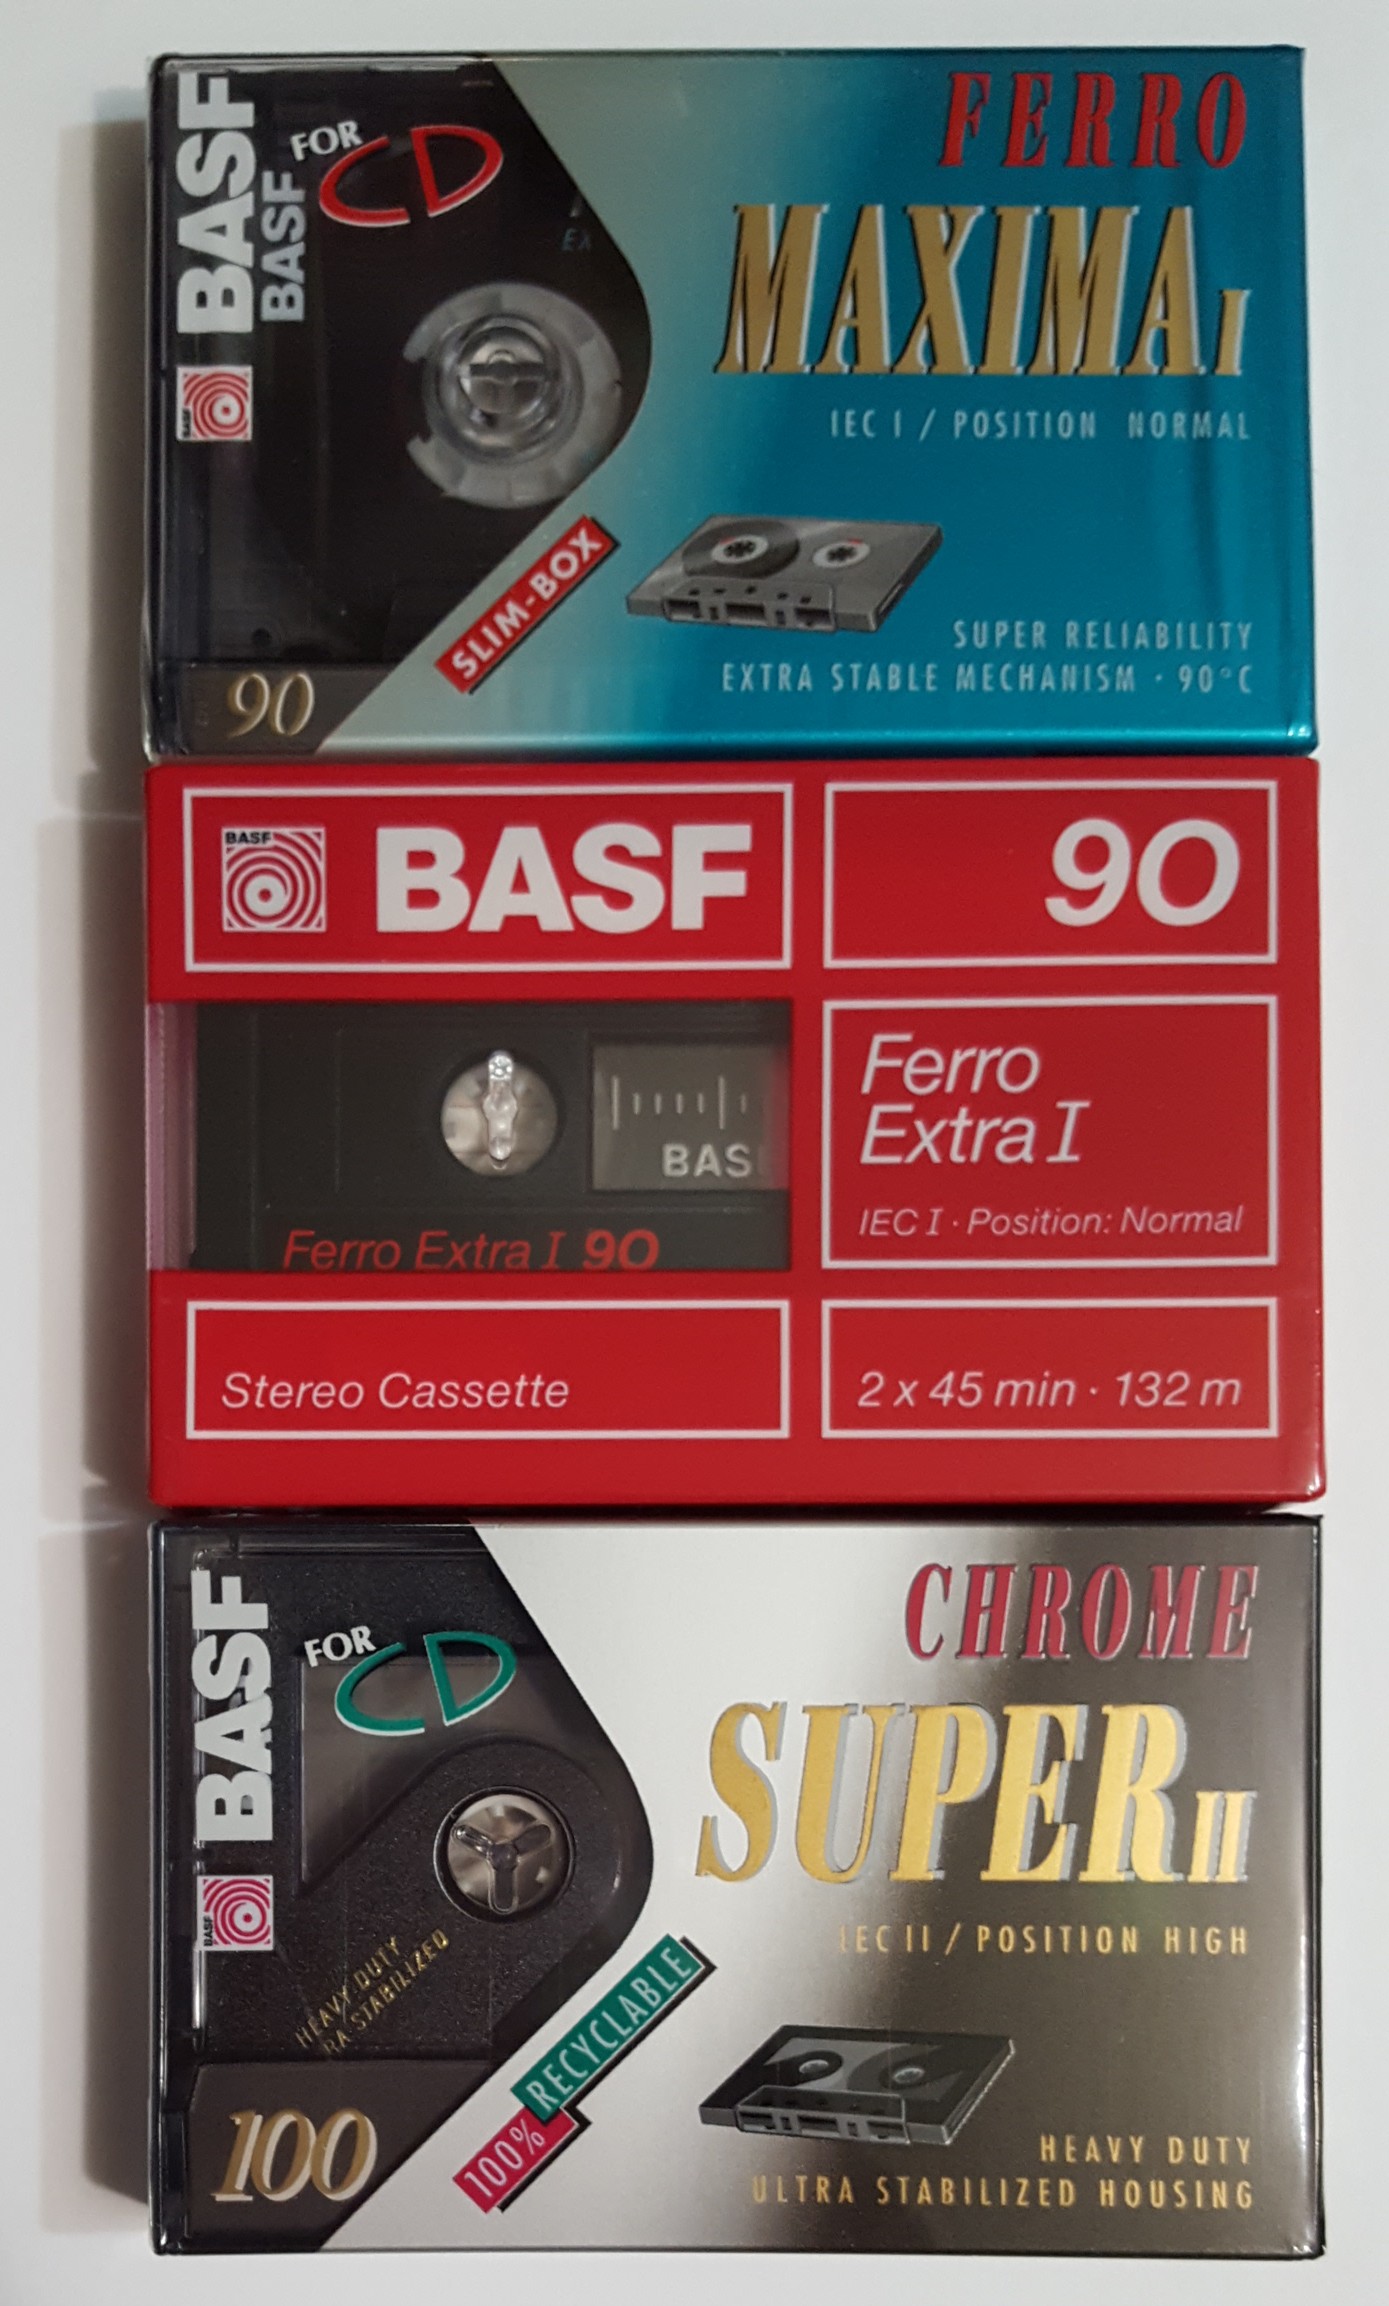 BASF
BASF
FOR
CD
BASF
FERRO
MAXIMA I
IEC I / POSITION NORMAL
SLIM-BOX
SUPER RELIABILITY
EXTRA STABLE MECHANISM · 90°C
90
BASF
BASF
90
BAS
Ferro Extra I 90
Ferro
Extra I
IEC I · Position: Normal
Stereo Cassette
2 x 45 min · 132 m
BASF
FOR
CD
BASF
CHROME
SUPER II
IEC II / POSITION HIGH
HEAVY DUTY
RA STABILIZED
100% RECYCLABLE
HEAVY DUTY
ULTRA STABILIZED HOUSING
100